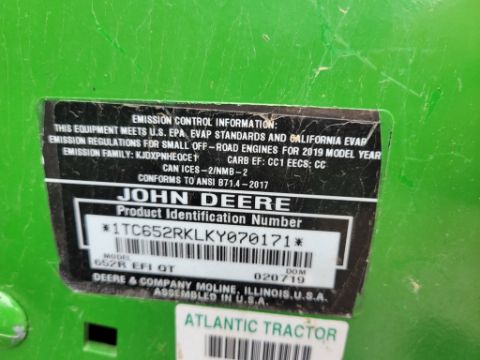 EMISSION CONTROL INFORMATION:
THIS EQUIPMENT MEETS U.S. EPA, EVAP STANDARDS AND CALIFORNIA EVAP
EMISSION REGULATIONS FOR SMALL OFF-ROAD ENGINES FOR 2019 MODEL YEAR
EMISSION FAMILY: KJDXPNHEQCE1 CARB EF: CC1 EECS: CC
CAN ICES-2/NMB-2
CONFORMS TO ANSI B71.4-2017
JOHN DEERE
Product Identification Number
*1TC652RKLKY070171*
MODEL DOM
652R EFI QT 020719
DEERE & COMPANY MOLINE, ILLINOIS, U.S.A.
ASSEMBLED IN U.S.A.
ATLANTIC TRACTOR